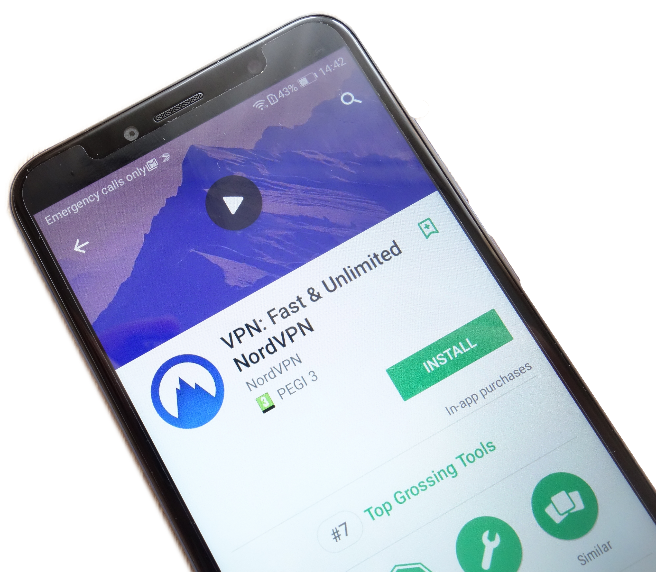 Emergency calls only
43% 14:42
VPN: Fast & Unlimited
NordVPN
NordVPN
3 PEGI 3
INSTALL
In-app purchases
#7 Top Grossing Tools
Similar